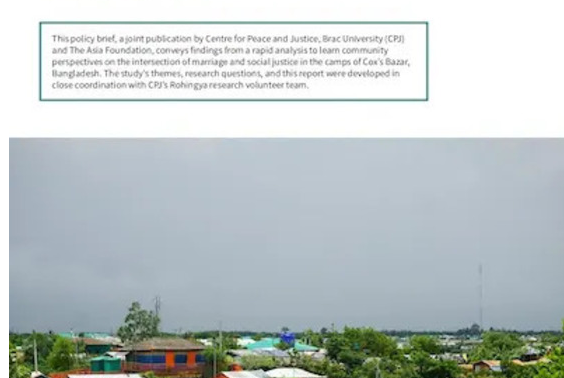 This policy brief, a joint publication by Centre for Peace and Justice, Brac University (CPJ)
and The Asia Foundation, conveys findings from a rapid analysis to learn community
perspectives on the intersection of marriage and social justice in the camps of Cox's Bazar,
Bangladesh. The study's themes, research questions, and this report were developed in
close coordination with CPJ's Rohingya research volunteer team.